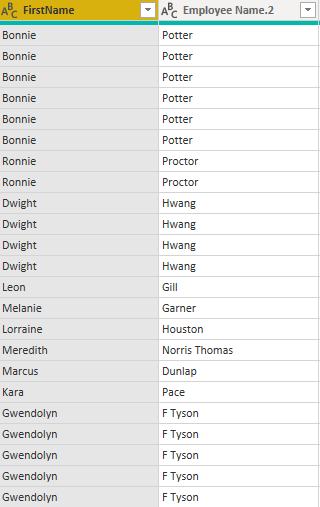 ABC FirstName ABC Employee Name.2
Bonnie Potter
Bonnie Potter
Bonnie Potter
Bonnie Potter
Bonnie Potter
Bonnie Potter
Ronnie Proctor
Ronnie Proctor
Dwight Hwang
Dwight Hwang
Dwight Hwang
Dwight Hwang
Leon Gill
Melanie Garner
Lorraine Houston
Meredith Norris Thomas
Marcus Dunlap
Kara Pace
Gwendolyn F Tyson
Gwendolyn F Tyson
Gwendolyn F Tyson
Gwendolyn F Tyson
Gwendolyn F Tyson